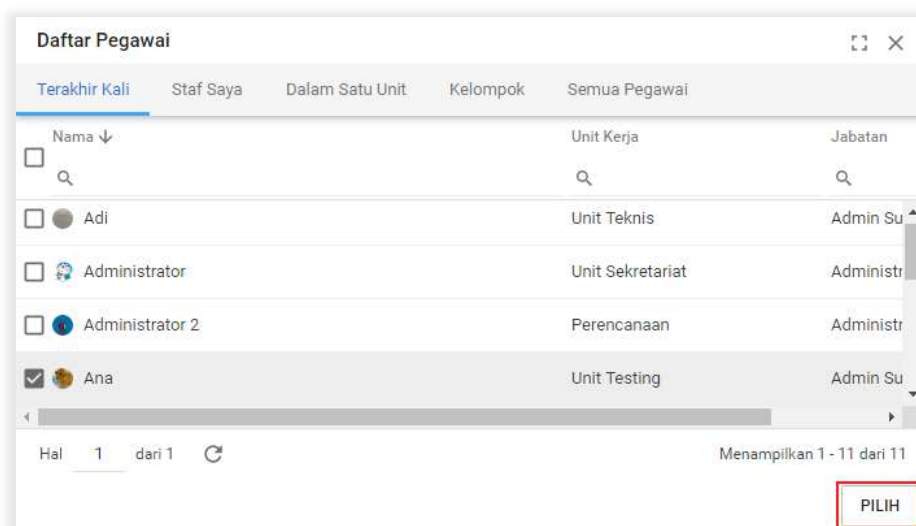 Daftar Pegawai
Terakhir Kali Staf Saya Dalam Satu Unit Kelompok Semua Pegawai
Nama Unit Kerja Jabatan
Adi Unit Teknis Admin Su
Administrator Unit Sekretariat Administr
Administrator 2 Perencanaan Administr
Ana Unit Testing Admin Su
Hal 1 dari 1 Menampilkan 1 - 11 dari 11
PILIH